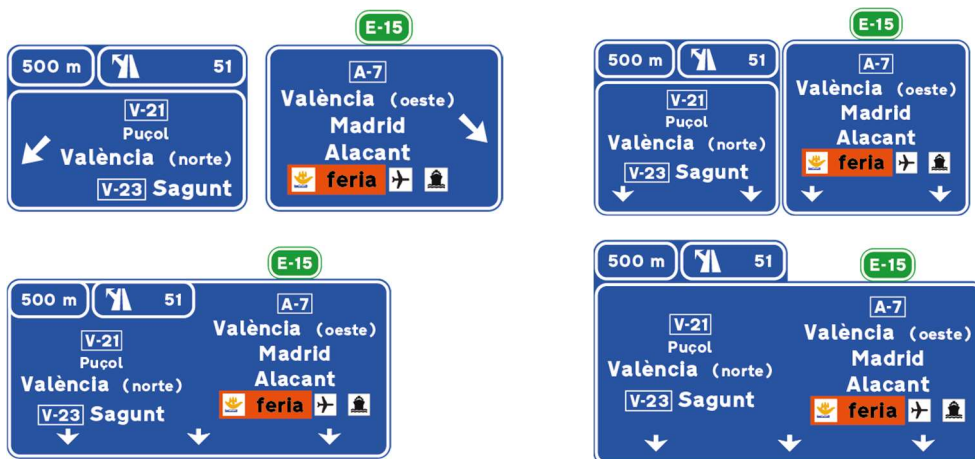 E-15
500 m 51
V-21
Puçol
València (norte)
V-23 Sagunt
A-7
València (oeste)
Madrid
Alacant
feria
E-15
500 m 51
V-21
Puçol
València (norte)
V-23 Sagunt
A-7
València (oeste)
Madrid
Alacant
feria
E-15
500 m 51
V-21
Puçol
València (norte)
V-23 Sagunt
A-7
València (oeste)
Madrid
Alacant
feria
E-15
500 m 51
V-21
Puçol
València (norte)
V-23 Sagunt
A-7
València (oeste)
Madrid
Alacant
feria